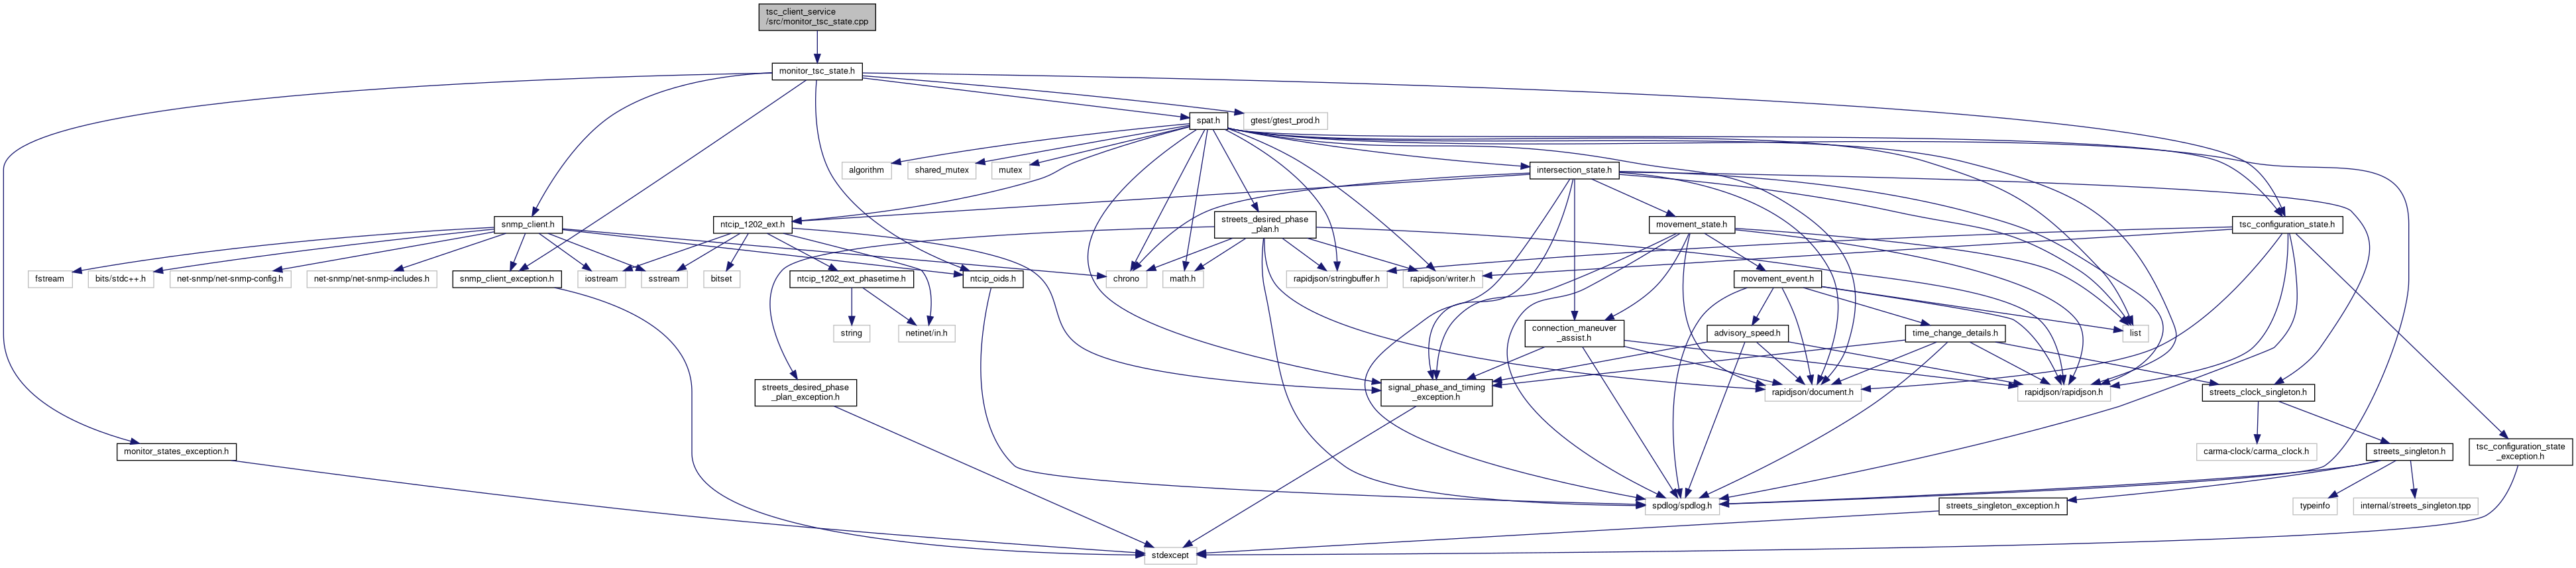 tsc_client_service
/src/monitor_tsc_state.cpp
monitor_tsc_state.h
spat.h
gtest/gtest_prod.h
algorithm
shared_mutex
mutex
intersection_state.h
snmp_client.h
ntcip_1202_ext.h
streets_desired_phase
_plan.h
movement_state.h
tsc_configuration_state.h
fstream
bits/stdc++.h
net-snmp/net-snmp-config.h
net-snmp/net-snmp-includes.h
snmp_client_exception.h
iostream
sstream
bitset
ntcip_1202_ext_phasetime.h
ntcip_oids.h
chrono
math.h
rapidjson/stringbuffer.h
rapidjson/writer.h
movement_event.h
string
netinet/in.h
connection_maneuver
_assist.h
advisory_speed.h
time_change_details.h
list
streets_desired_phase
_plan_exception.h
signal_phase_and_timing
_exception.h
rapidjson/document.h
rapidjson/rapidjson.h
streets_clock_singleton.h
monitor_states_exception.h
carma-clock/carma_clock.h
streets_singleton.h
tsc_configuration_state
_exception.h
spdlog/spdlog.h
streets_singleton_exception.h
typeinfo
internal/streets_singleton.tpp
stdexcept